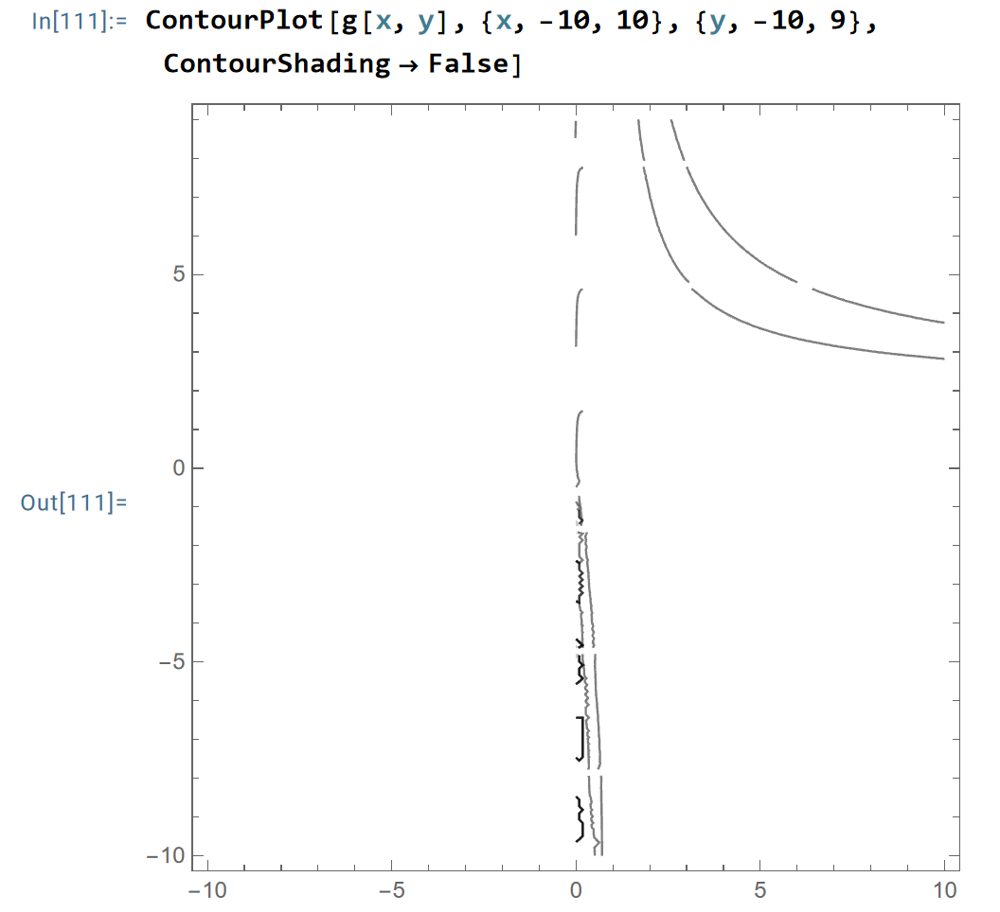 In[111]:= ContourPlot[g[x, y], {x, -10, 10}, {y, -10, 9},
ContourShading → False]
5
0
Out[111]=
−5
−10
−10 −5 0 5 10